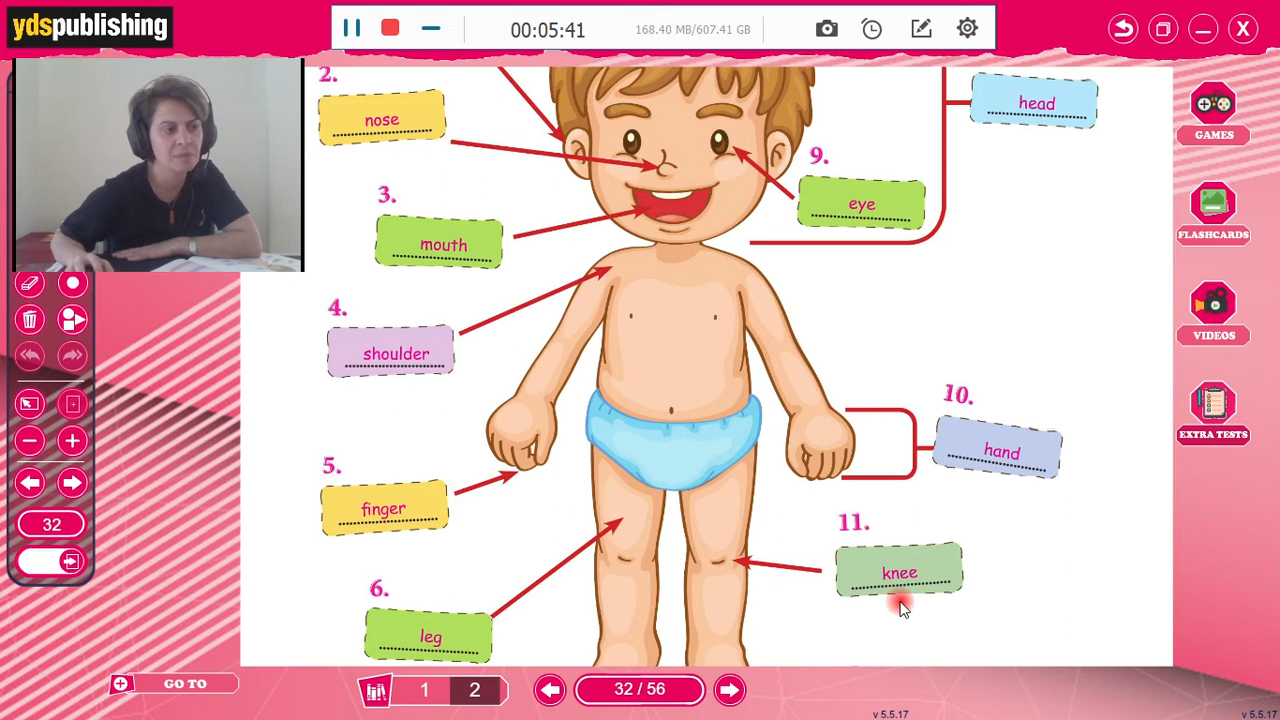 ydspublishing
00:05:41
168.40 MB/607.41 GB
X
2.
nose
head
9.
eye
3.
mouth
4.
shoulder
10.
hand
5.
finger
11.
knee
6.
leg
GAMES
FLASHCARDS
VIDEOS
EXTRA TESTS
32
GO TO
1
2
32 / 56
v 5.5.17
v 5.5.17